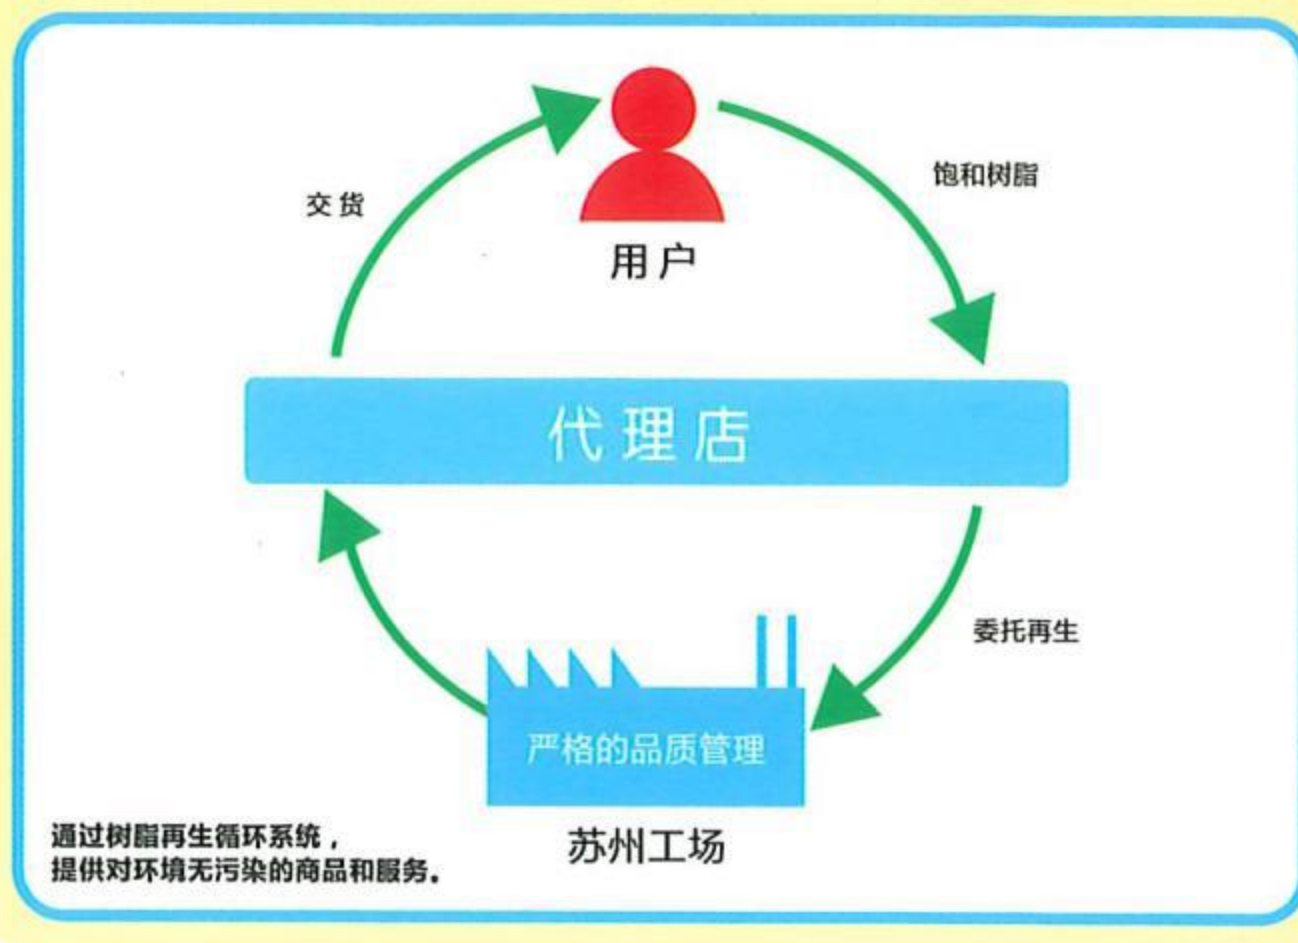 交货
饱和树脂
用户
代理店
委托再生
严格的品质管理
苏州工场
通过树脂再生循环系统，
提供对环境无污染的商品和服务。